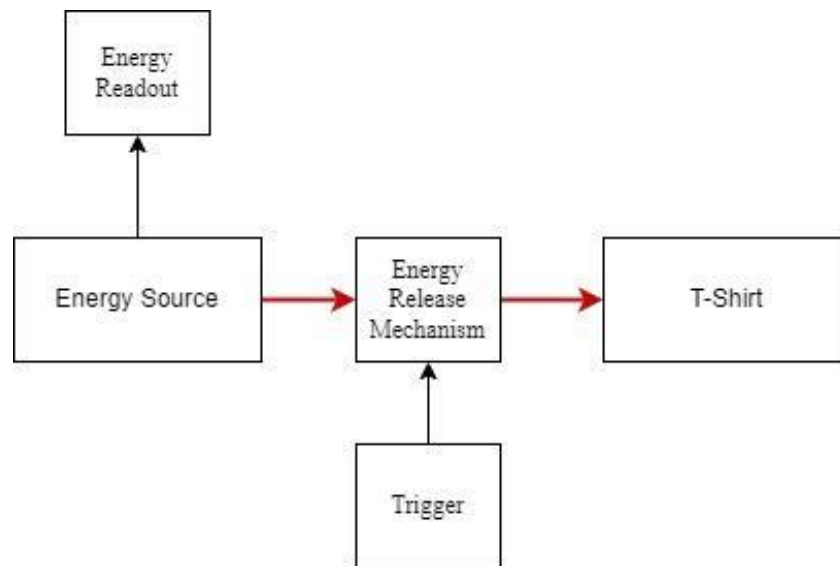 Energy
Readout
Energy Source
Energy
Release
Mechanism
T-Shirt
Trigger